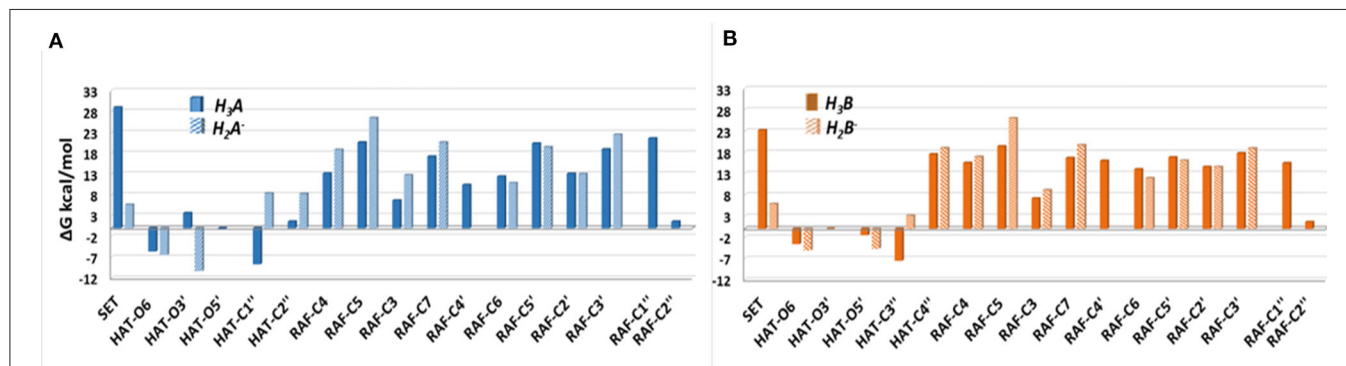 A
ΔG kcal/mol
33
28
23
18
13
8
3
-2
-7
-12
H₃A
H₂A⁻
SET
HAT-O6
HAT-O3'
HAT-O5'
HAT-C1"
HAT-C2"
RAF-C4
RAF-C5
RAF-C3
RAF-C7
RAF-C4'
RAF-C6
RAF-C5'
RAF-C2'
RAF-C3'
RAF-C1"
RAF-C2"
B
33
28
23
18
13
8
3
-2
-7
-12
H₃B
H₂B⁻
SET
HAT-O6
HAT-O3'
HAT-O5'
HAT-C3"
HAT-C4"
RAF-C4
RAF-C5
RAF-C3
RAF-C7
RAF-C4'
RAF-C6
RAF-C5'
RAF-C2'
RAF-C3'
RAF-C1"
RAF-C2"